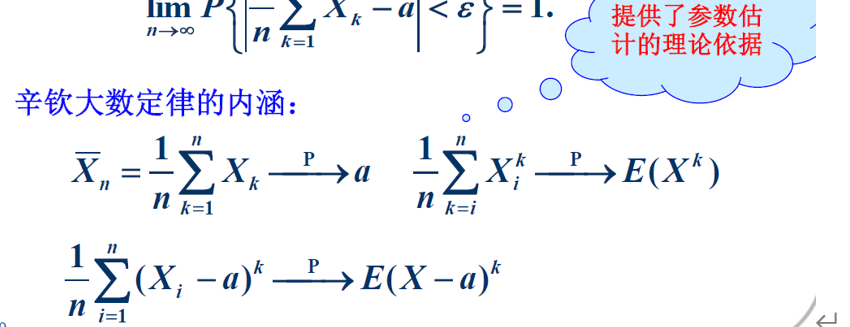 lim P{|1/n ∑_{k=1}^{n} X_k − a| < ε} = 1.
n→∞
提供了参数估
计的理论依据
辛钦大数定律的内涵：
X̄_n = 1/n ∑_{k=1}^{n} X_k —P→ a    1/n ∑_{k=i}^{n} X_i^k —P→ E(X^k)
1/n ∑_{i=1}^{n} (X_i − a)^k —P→ E(X − a)^k